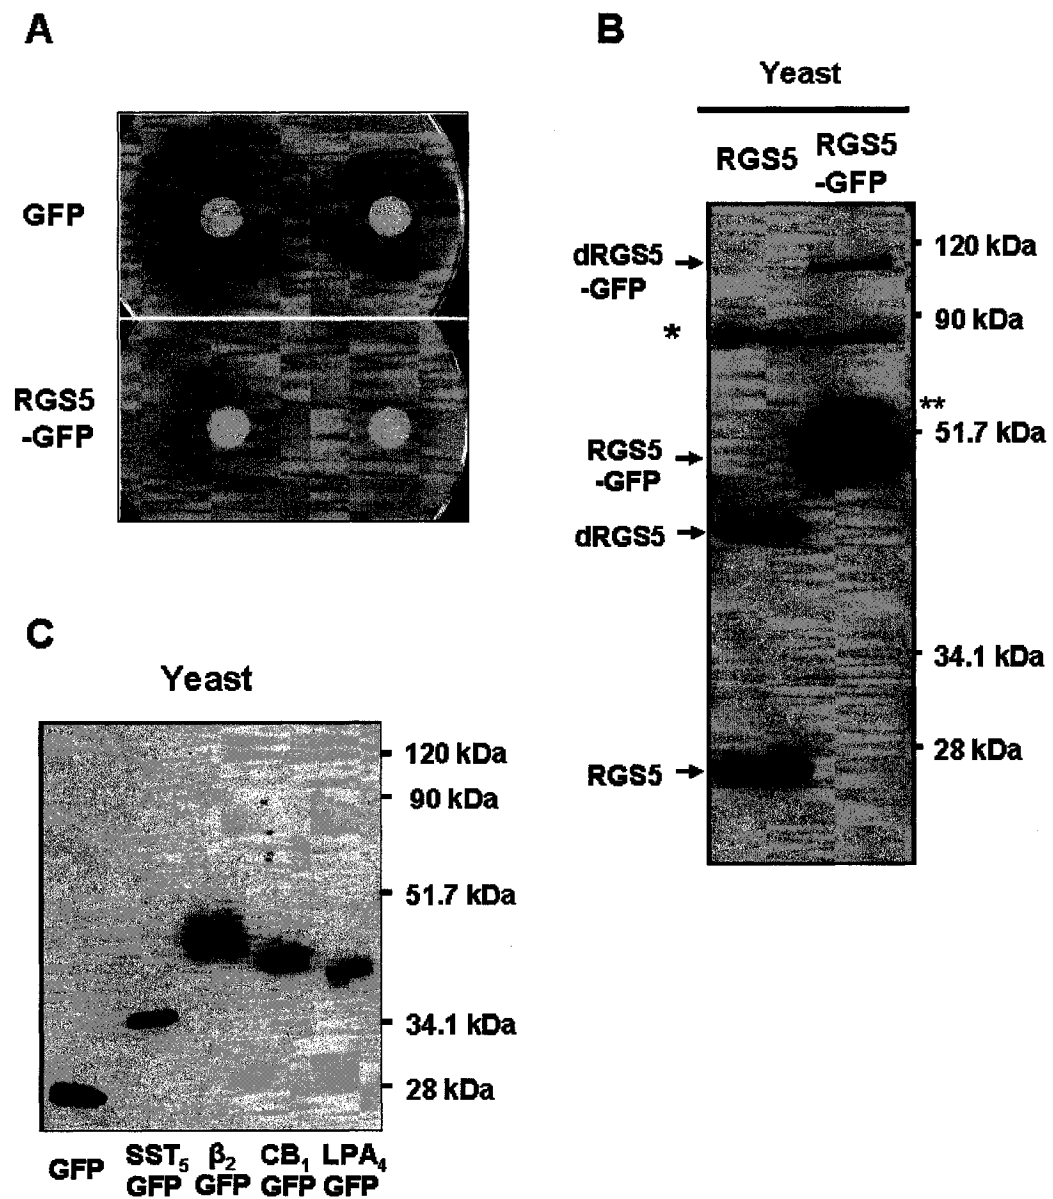 A
GFP
RGS5
-GFP
B
Yeast
RGS5
RGS5
-GFP
dRGS5
-GFP
*
RGS5
-GFP
dRGS5
RGS5
120 kDa
90 kDa
**
51.7 kDa
34.1 kDa
28 kDa
C
Yeast
120 kDa
90 kDa
51.7 kDa
34.1 kDa
28 kDa
GFP
SST5
GFP
β2
GFP
CB1
GFP
LPA4
GFP